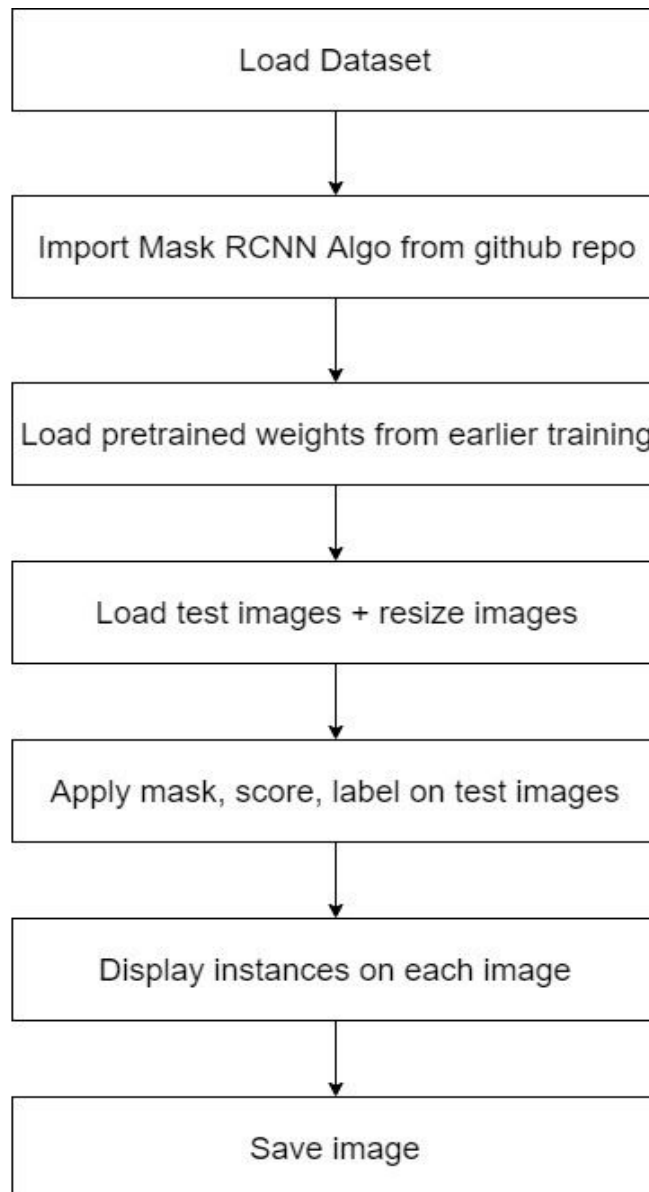 Load Dataset
Import Mask RCNN Algo from github repo
Load pretrained weights from earlier training
Load test images + resize images
Apply mask, score, label on test images
Display instances on each image
Save image